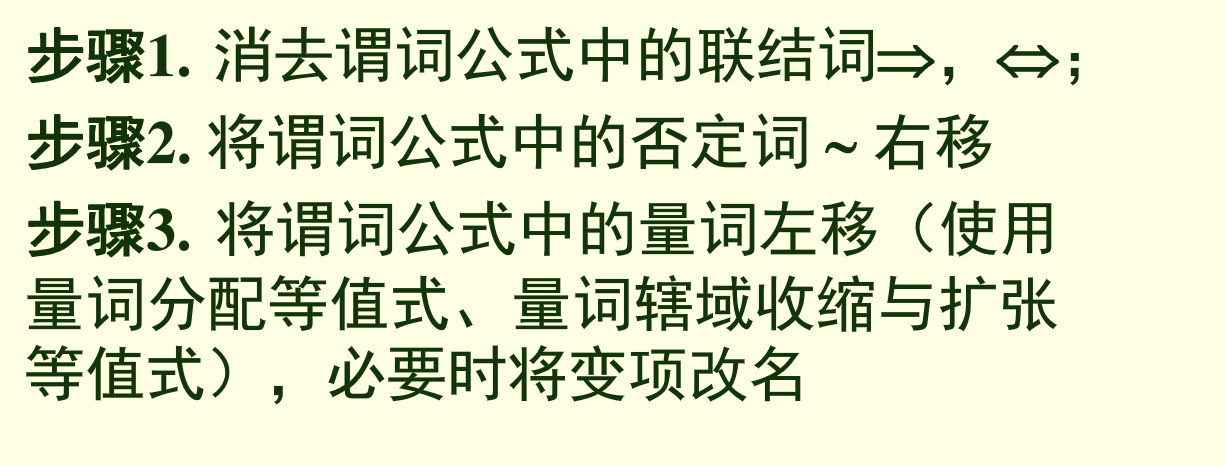 步骤1. 消去谓词公式中的联结词⇒，⇔；
步骤2. 将谓词公式中的否定词 ~ 右移
步骤3. 将谓词公式中的量词左移（使用
量词分配等值式、量词辖域收缩与扩张
等值式），必要时将变项改名